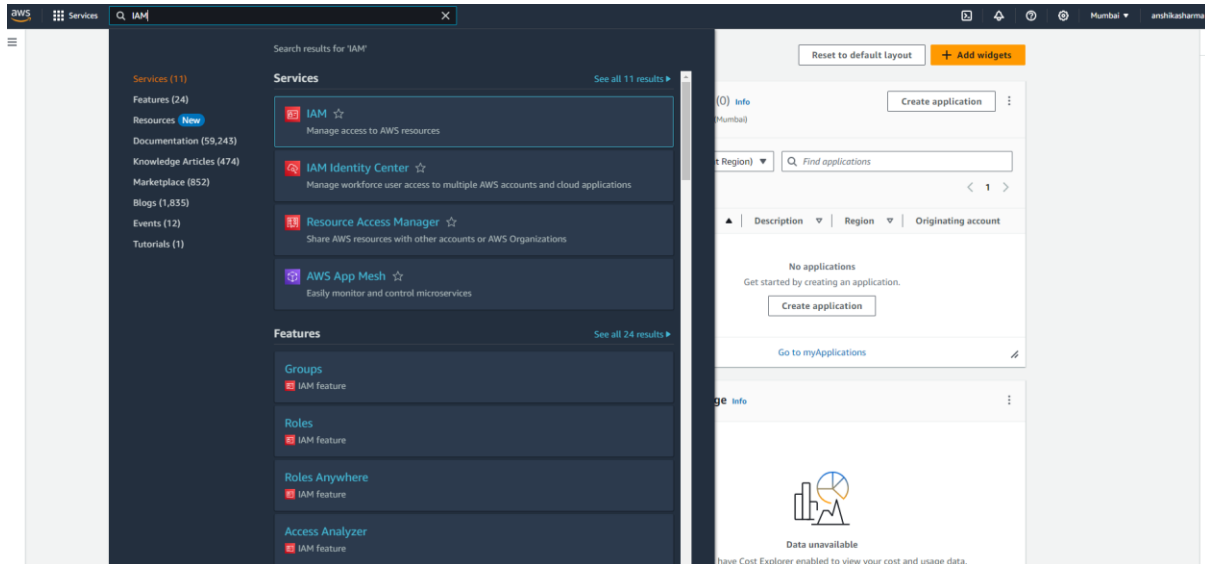 aws
Services
IAM
Mumbai ▼
anshikasharma
Search results for 'IAM'
Services (11)
Features (24)
Resources New
Documentation (59,243)
Knowledge Articles (474)
Marketplace (852)
Blogs (1,835)
Events (12)
Tutorials (1)
Services
See all 11 results ▶
IAM
Manage access to AWS resources
IAM Identity Center
Manage workforce user access to multiple AWS accounts and cloud applications
Resource Access Manager
Share AWS resources with other accounts or AWS Organizations
AWS App Mesh
Easily monitor and control microservices
Features
See all 24 results ▶
Groups
IAM feature
Roles
IAM feature
Roles Anywhere
IAM feature
Access Analyzer
IAM feature
Reset to default layout
+ Add widgets
(0) Info
(Mumbai)
Create application
t Region) ▼
Find applications
< 1 >
Description
Region
Originating account
No applications
Get started by creating an application.
Create application
Go to myApplications
ge Info
Data unavailable
have Cost Explorer enabled to view your cost and usage data.